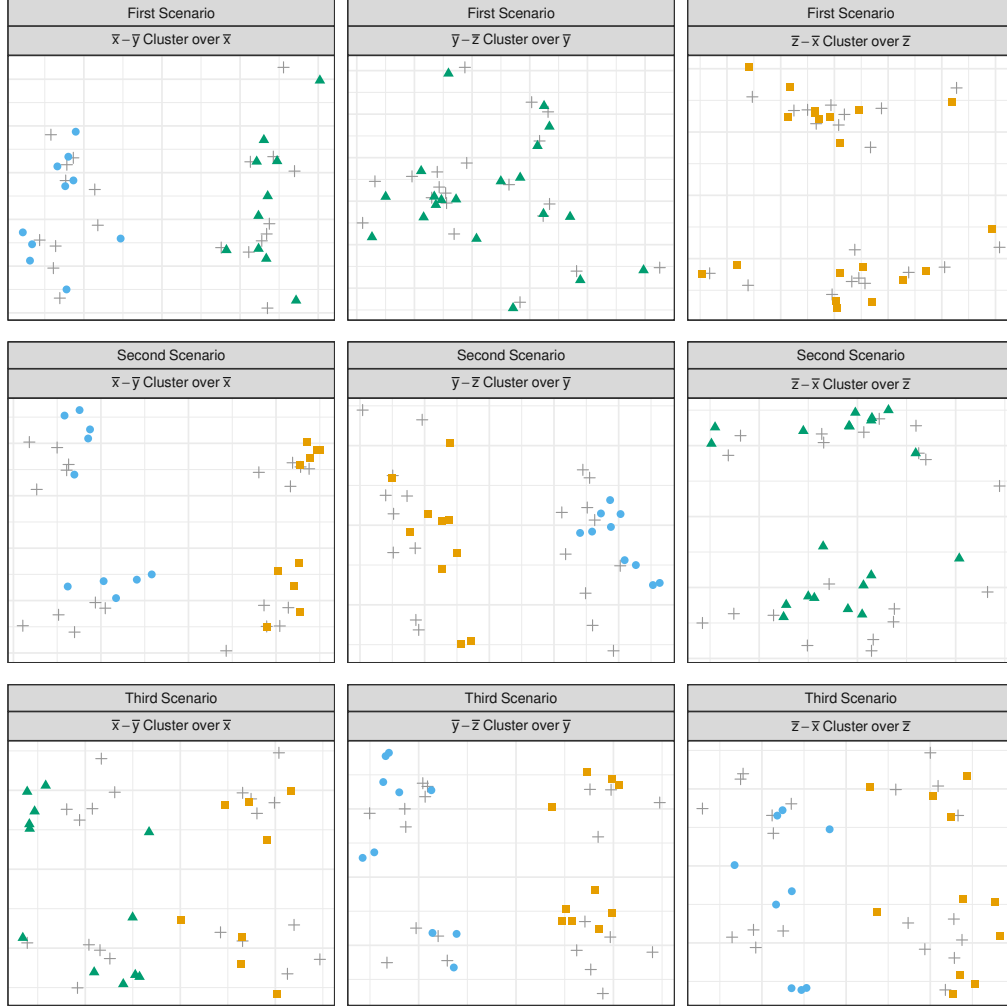 First Scenario
x̅ – y̅ Cluster over x̅
First Scenario
y̅ – z̅ Cluster over y̅
First Scenario
z̅ – x̅ Cluster over z̅
Second Scenario
x̅ – y̅ Cluster over x̅
Second Scenario
y̅ – z̅ Cluster over y̅
Second Scenario
z̅ – x̅ Cluster over z̅
Third Scenario
x̅ – y̅ Cluster over x̅
Third Scenario
y̅ – z̅ Cluster over y̅
Third Scenario
z̅ – x̅ Cluster over z̅